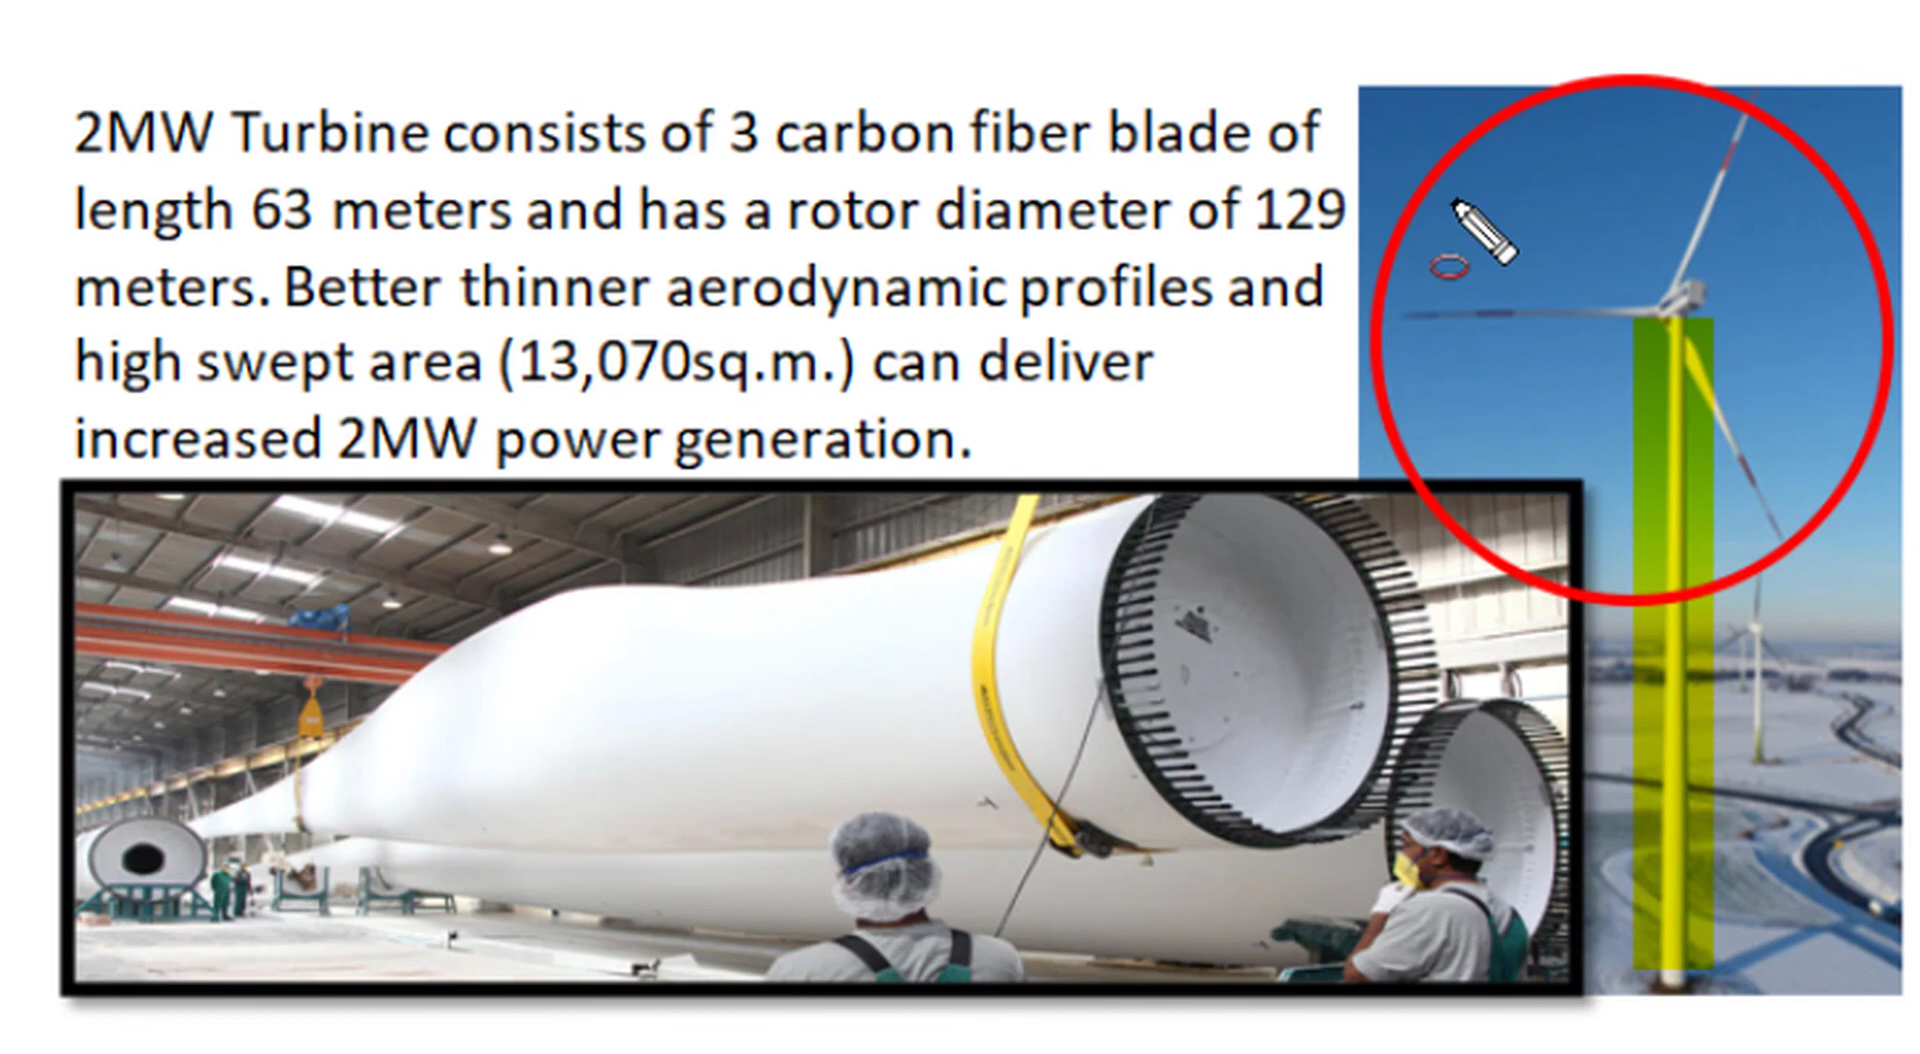 2MW Turbine consists of 3 carbon fiber blade of
length 63 meters and has a rotor diameter of 129
meters. Better thinner aerodynamic profiles and
high swept area (13,070sq.m.) can deliver
increased 2MW power generation.